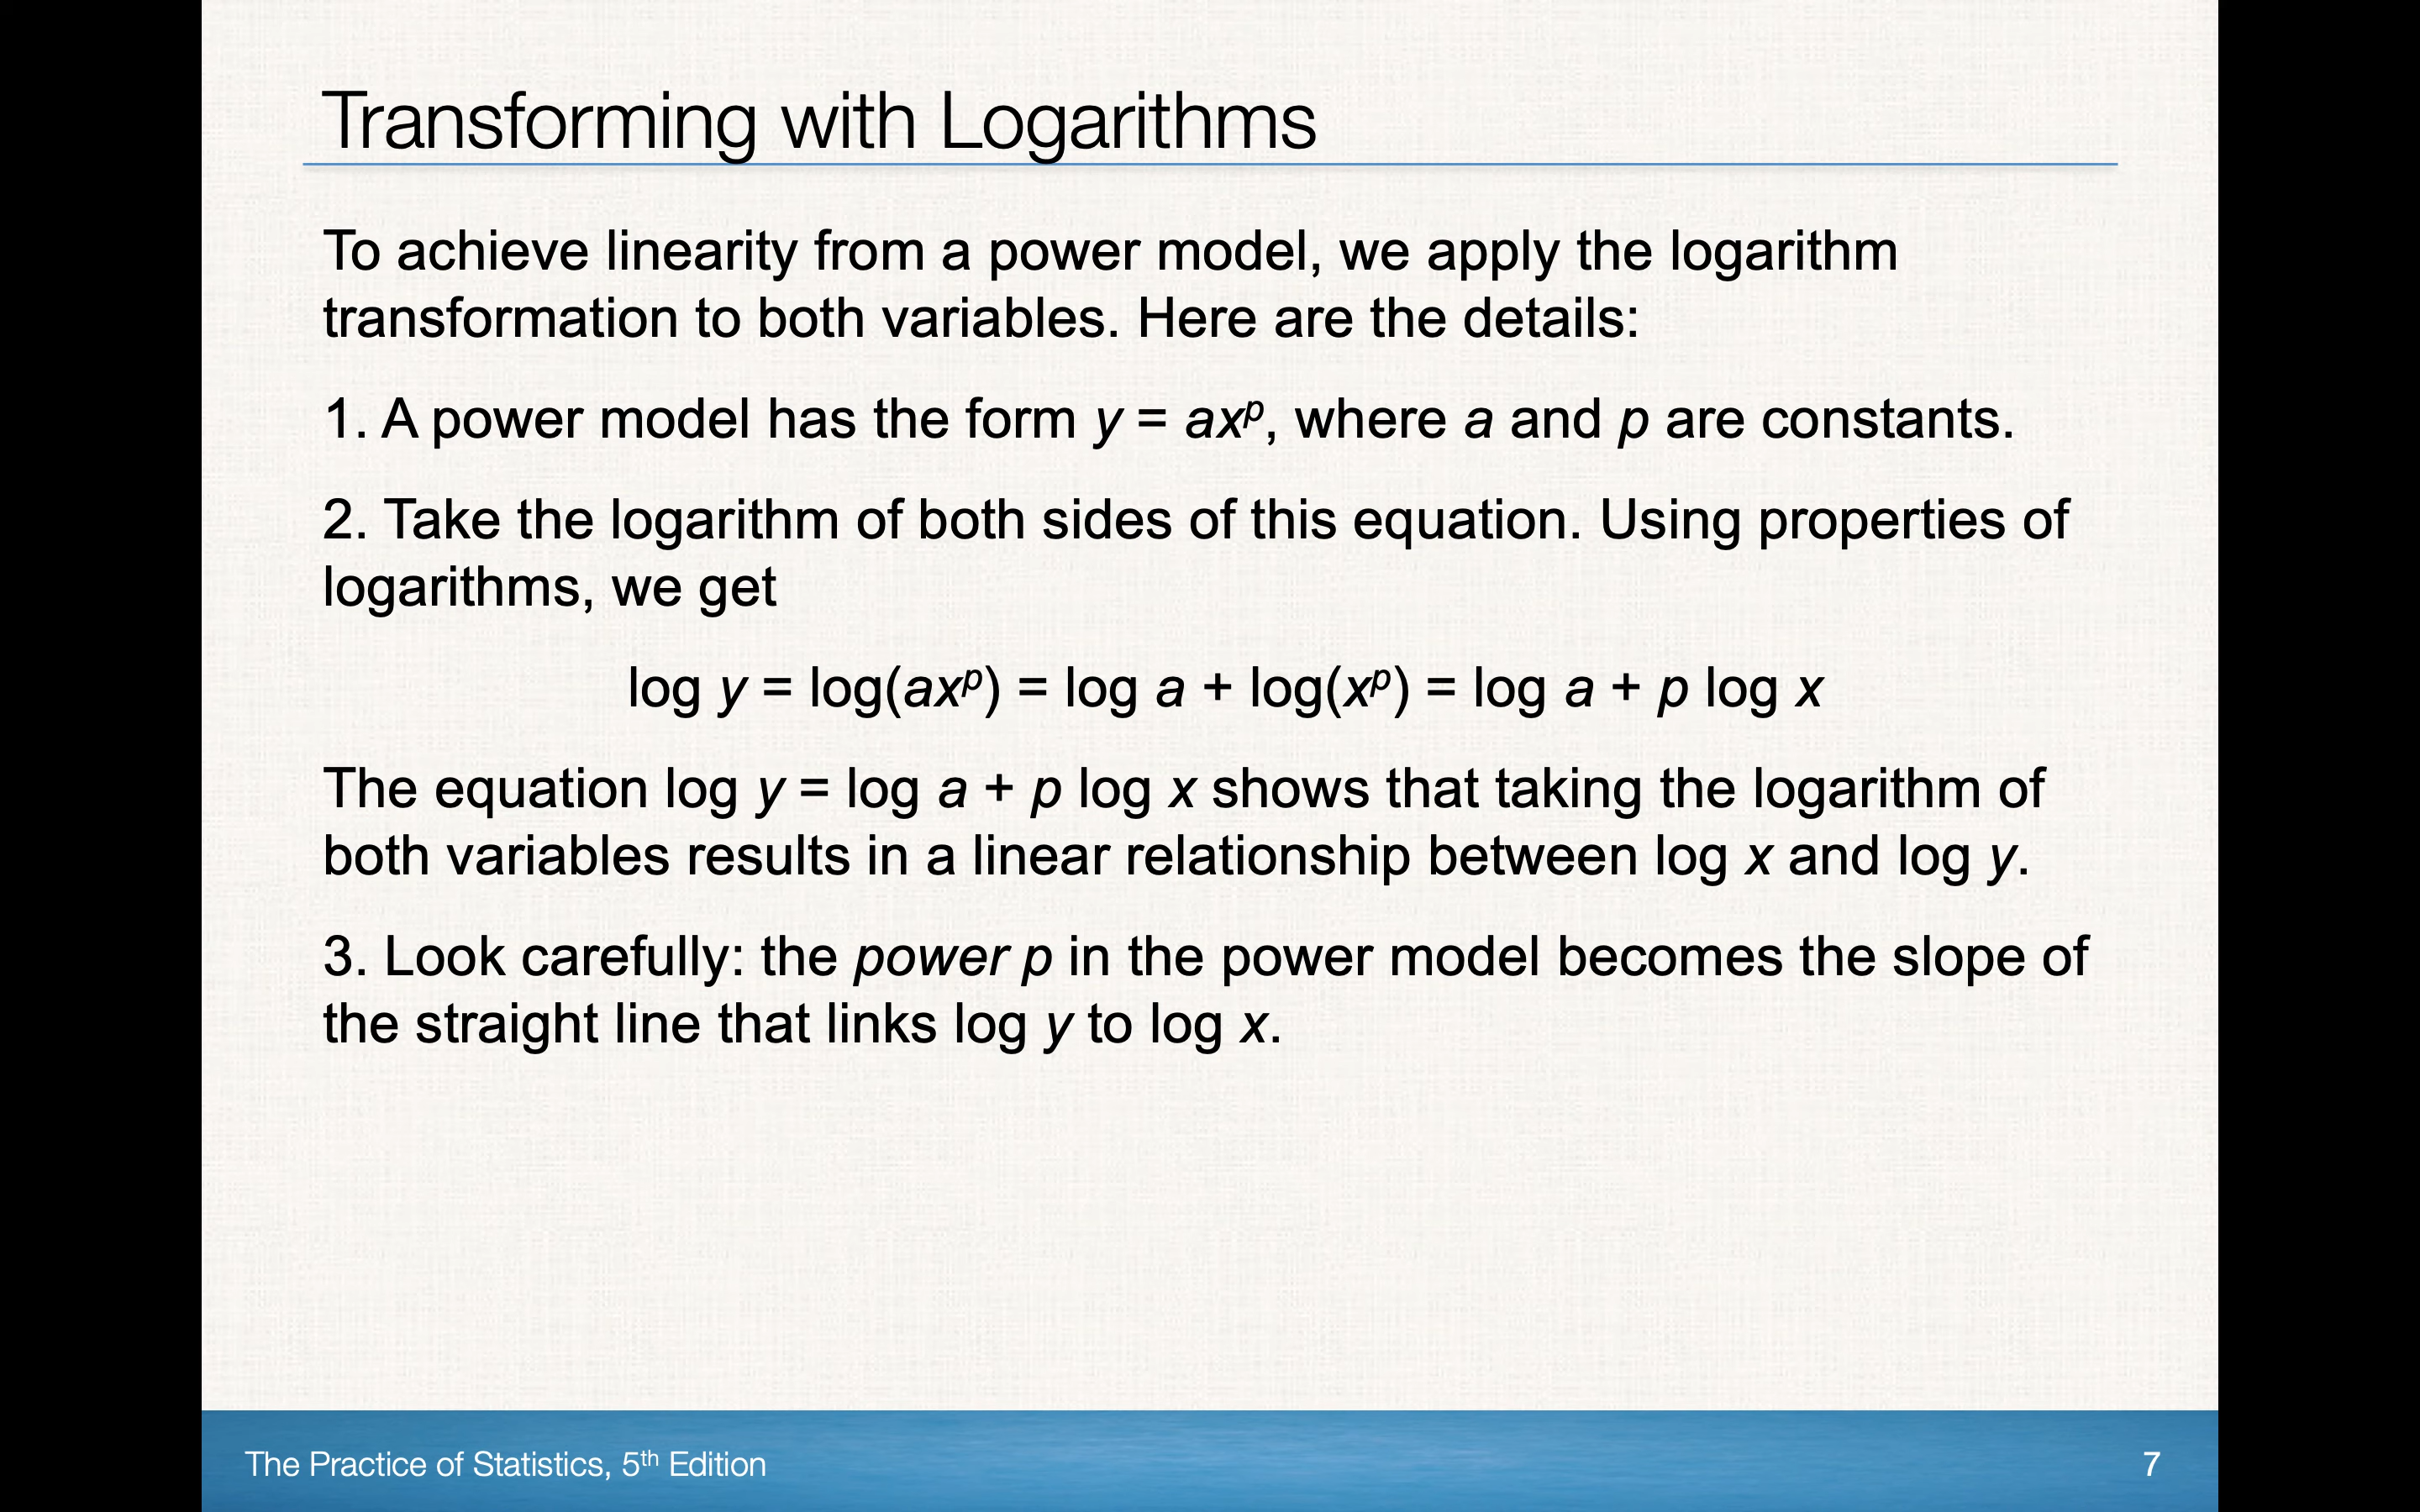 Transforming with Logarithms
To achieve linearity from a power model, we apply the logarithm
transformation to both variables. Here are the details:
1. A power model has the form y = axᵖ, where a and p are constants.
2. Take the logarithm of both sides of this equation. Using properties of
logarithms, we get
log y = log(axᵖ) = log a + log(xᵖ) = log a + p log x
The equation log y = log a + p log x shows that taking the logarithm of
both variables results in a linear relationship between log x and log y.
3. Look carefully: the power p in the power model becomes the slope of
the straight line that links log y to log x.
The Practice of Statistics, 5ᵗʰ Edition
7